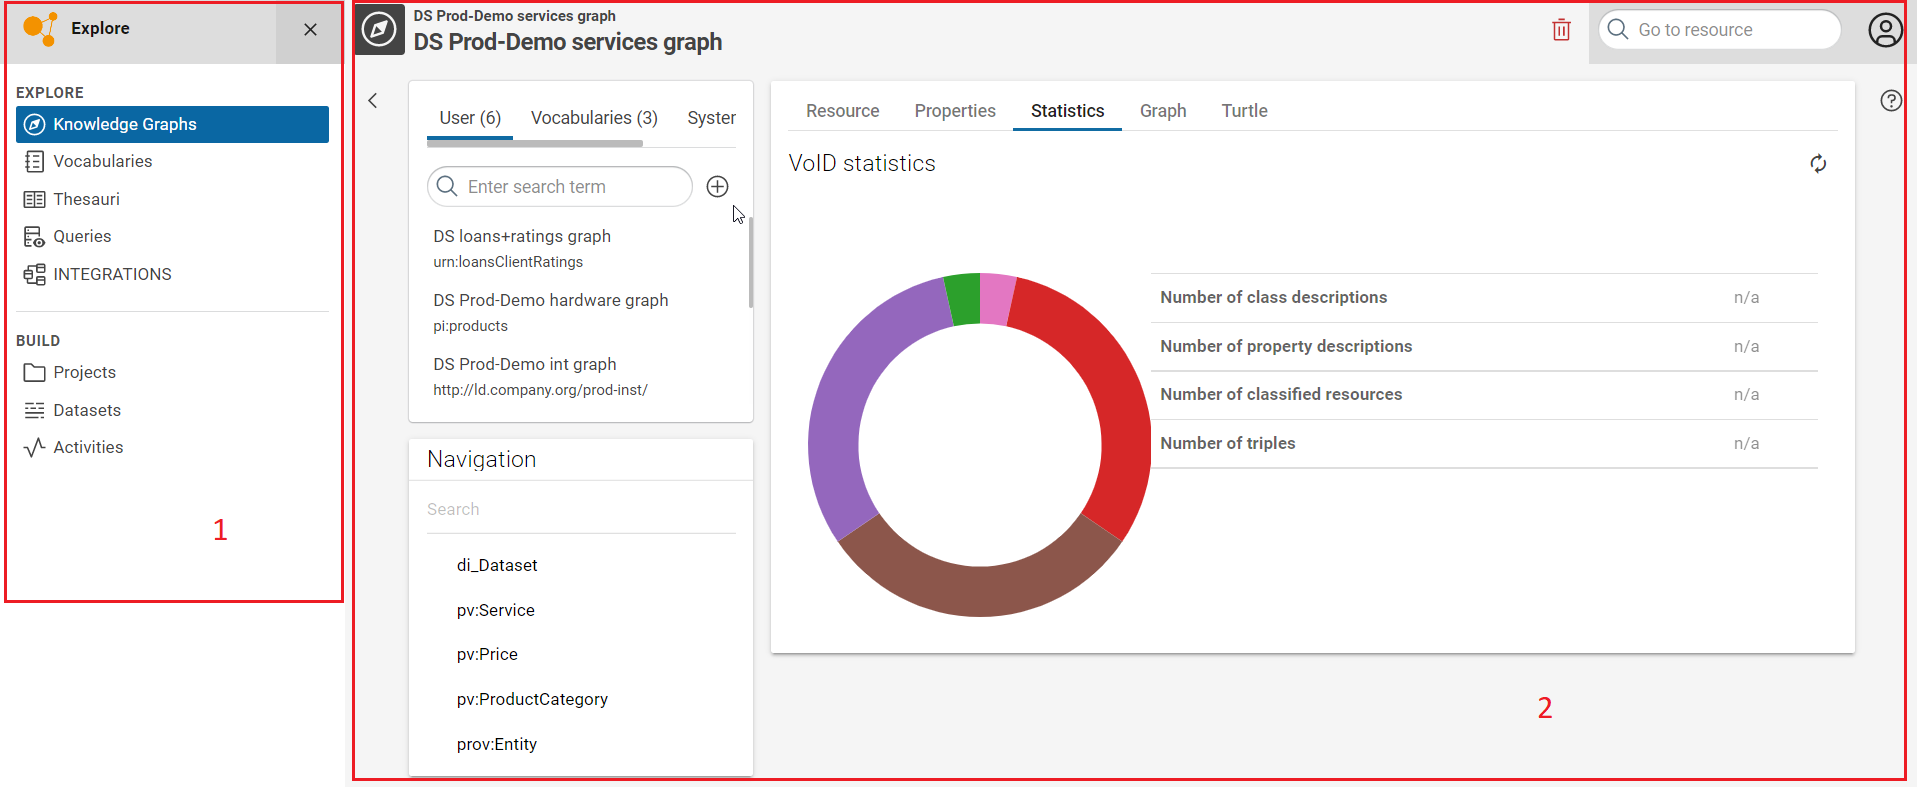 Explore
EXPLORE
Knowledge Graphs
Vocabularies
Thesauri
Queries
INTEGRATIONS
BUILD
Projects
Datasets
Activities
1
DS Prod-Demo services graph
DS Prod-Demo services graph
Go to resource
User (6) Vocabularies (3) Syster
Enter search term
DS loans+ratings graph
urn:loansClientRatings
DS Prod-Demo hardware graph
pi:products
DS Prod-Demo int graph
http://ld.company.org/prod-inst/
Navigation
Search
di_Dataset
pv:Service
pv:Price
pv:ProductCategory
prov:Entity
Resource Properties Statistics Graph Turtle
VoID statistics
Number of class descriptions n/a
Number of property descriptions n/a
Number of classified resources n/a
Number of triples n/a
2